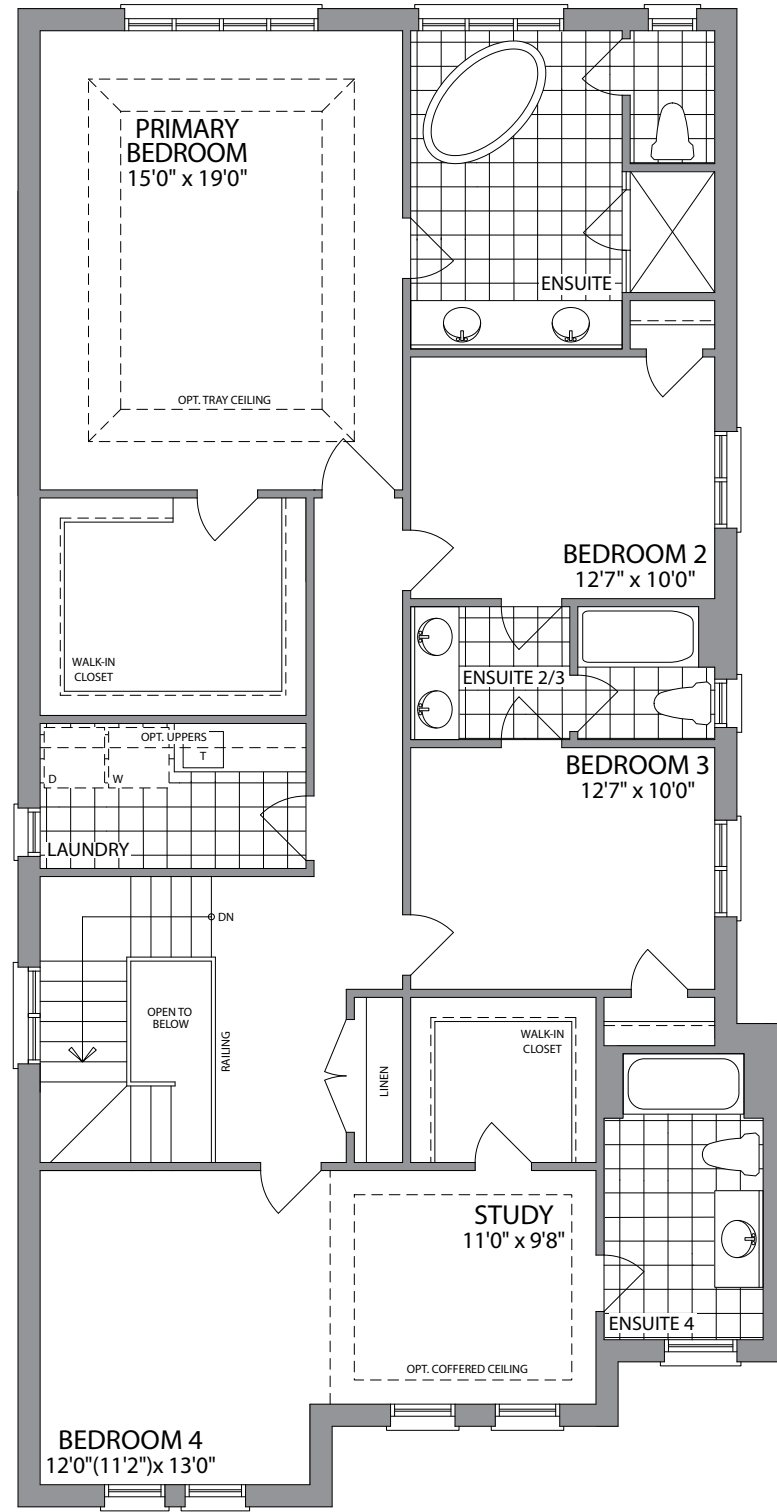 PRIMARY
BEDROOM
15'0" x 19'0"
OPT. TRAY CEILING
ENSUITE
BEDROOM 2
12'7" x 10'0"
WALK-IN
CLOSET
ENSUITE 2/3
OPT. UPPERS
T
D
W
LAUNDRY
BEDROOM 3
12'7" x 10'0"
DN
OPEN TO
BELOW
RAILING
LINEN
WALK-IN
CLOSET
STUDY
11'0" x 9'8"
ENSUITE 4
OPT. COFFERED CEILING
BEDROOM 4
12'0"(11'2")x 13'0"